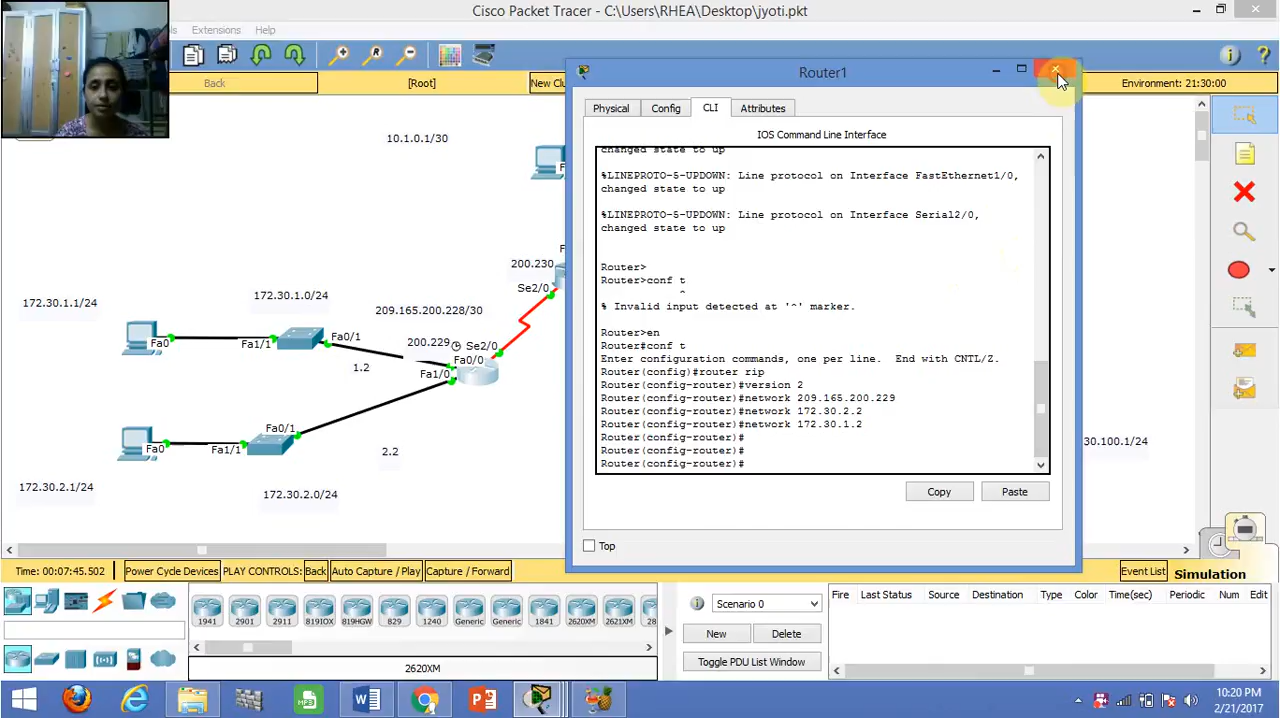 Cisco Packet Tracer - C:\Users\RHEA\Desktop\jyoti.pkt
Extensions Help
Back
[Root]
New Clu
Environment: 21:30:00
Router1
Physical
Config
CLI
Attributes
IOS Command Line Interface
changed state to up
%LINEPROTO-5-UPDOWN: Line protocol on Interface FastEthernet1/0,
changed state to up
%LINEPROTO-5-UPDOWN: Line protocol on Interface Serial2/0,
changed state to up
Router>
Router>conf t
^
% Invalid input detected at '^' marker.
Router>en
Router#conf t
Enter configuration commands, one per line. End with CNTL/Z.
Router(config)#router rip
Router(config-router)#version 2
Router(config-router)#network 209.165.200.229
Router(config-router)#network 172.30.2.2
Router(config-router)#network 172.30.1.2
Router(config-router)#
Router(config-router)#
Router(config-router)#
Copy
Paste
Top
10.1.0.1/30
200.230
Se2/0
172.30.1.1/24
172.30.1.0/24
209.165.200.228/30
Fa0
Fa1/1
Fa0/1
200.229
Se2/0
Fa0/0
1.2
Fa1/0
Fa0/1
Fa0
Fa1/1
2.2
172.30.2.1/24
172.30.2.0/24
30.100.1/24
Time: 00:07:45.502
Power Cycle Devices
PLAY CONTROLS:
Back
Auto Capture / Play
Capture / Forward
Event List
Simulation
1941
2901
2911
819IOX
819HGW
829
1240
Generic
Generic
1841
2620XM
2621XM
28
2620XM
Scenario 0
New
Delete
Toggle PDU List Window
Fire
Last Status
Source
Destination
Type
Color
Time(sec)
Periodic
Num
Edit
10:20 PM
2/21/2017